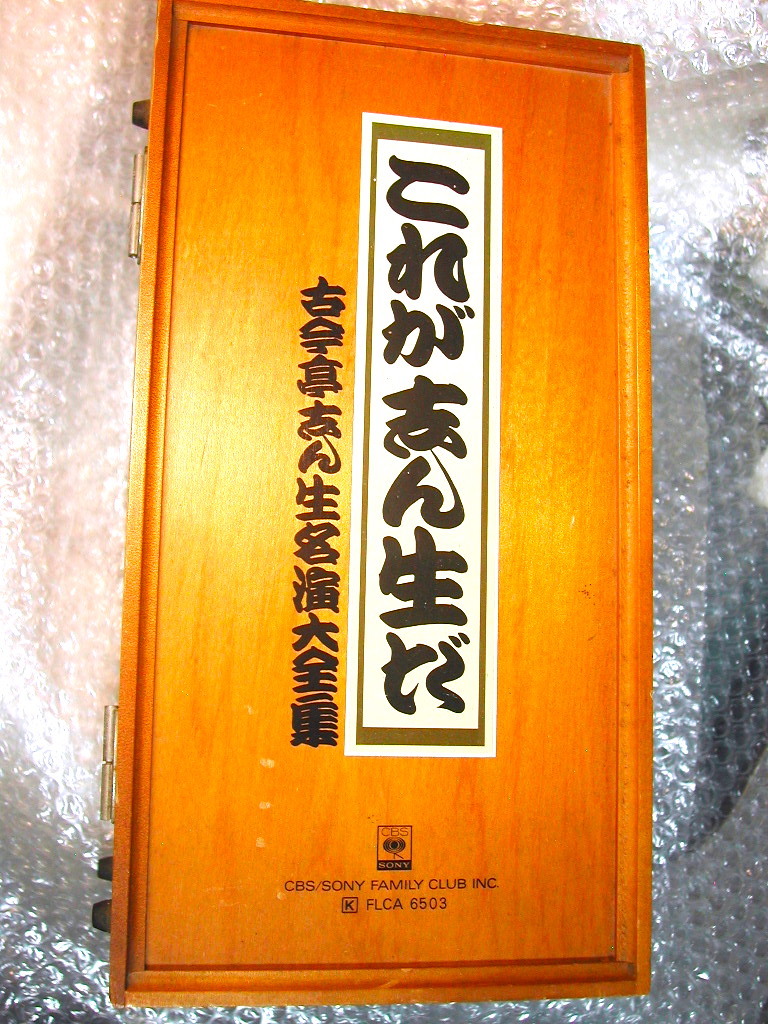 これが志ん生だ
古今亭志ん生名演大全集
CBS
SONY
CBS/SONY FAMILY CLUB INC.
K FLCA 6503